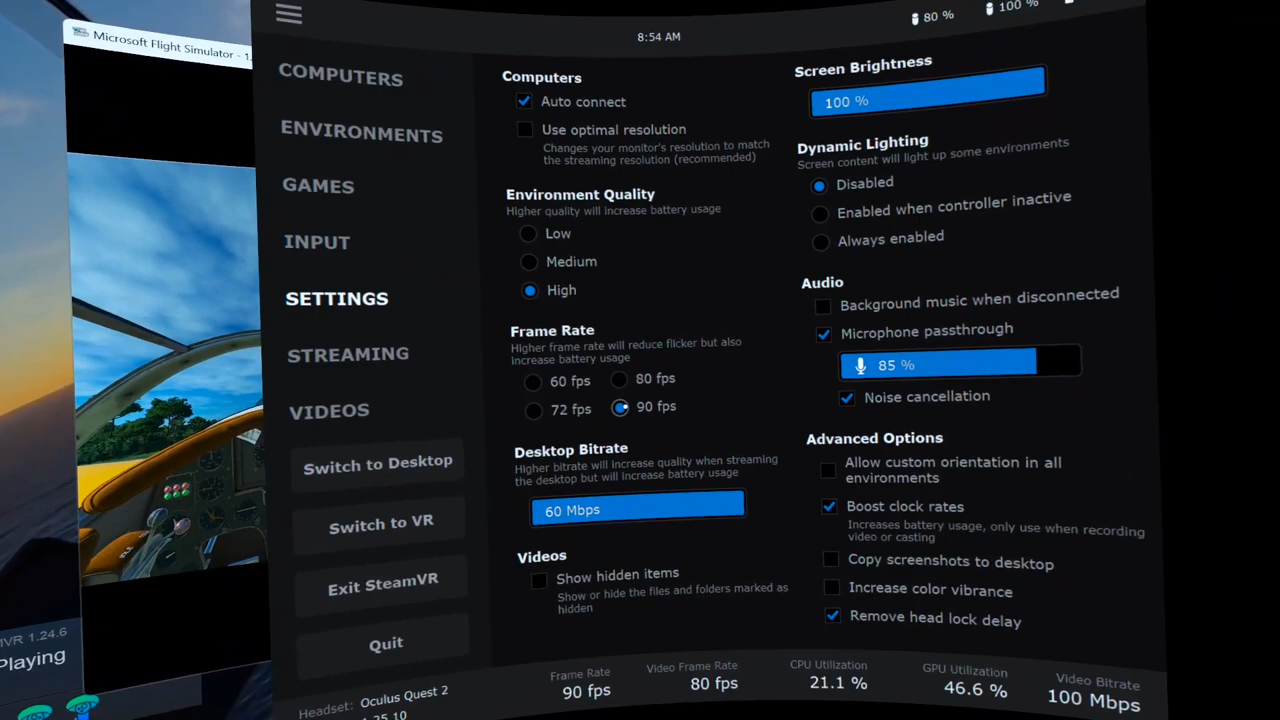 Microsoft Flight Simulator - 1.
8:54 AM
80 %
100 %
COMPUTERS
ENVIRONMENTS
GAMES
INPUT
SETTINGS
STREAMING
VIDEOS
Switch to Desktop
Switch to VR
Exit SteamVR
Quit
Computers
Auto connect
Use optimal resolution
Changes your monitor's resolution to match
the streaming resolution (recommended)
Environment Quality
Higher quality will increase battery usage
Low
Medium
High
Frame Rate
Higher frame rate will reduce flicker but also
increase battery usage
60 fps
80 fps
72 fps
90 fps
Desktop Bitrate
Higher bitrate will increase quality when streaming
the desktop but will increase battery usage
60 Mbps
Videos
Show hidden items
Show or hide the files and folders marked as
hidden
Screen Brightness
100 %
Dynamic Lighting
Screen content will light up some environments
Disabled
Enabled when controller inactive
Always enabled
Audio
Background music when disconnected
Microphone passthrough
85 %
Noise cancellation
Advanced Options
Allow custom orientation in all
environments
Boost clock rates
Increases battery usage, only use when recording
video or casting
Copy screenshots to desktop
Increase color vibrance
Remove head lock delay
MVR 1.24.6
Playing
Headset: Oculus Quest 2
1.25.10
Frame Rate
90 fps
Video Frame Rate
80 fps
CPU Utilization
21.1 %
GPU Utilization
46.6 %
Video Bitrate
100 Mbps